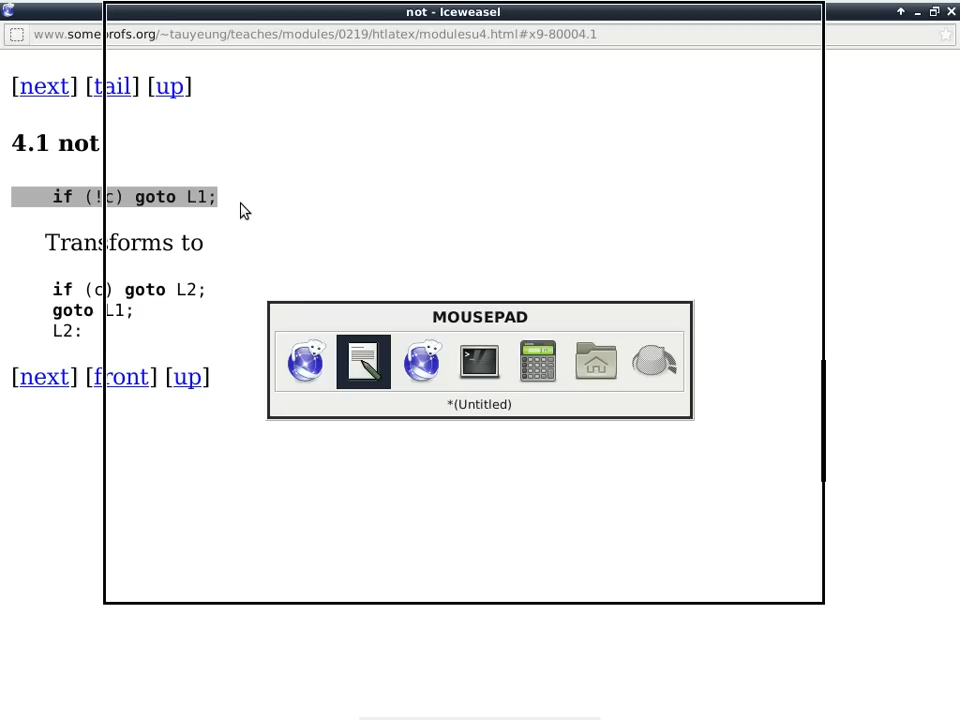 not - Iceweasel
www.someprofs.org/~tauyeung/teaches/modules/0219/htlatex/modulesu4.html#x9-80004.1
[next] [tail] [up]
4.1 not
if (!c) goto L1;
Transforms to
if (c) goto L2;
goto L1;
L2:
[next] [front] [up]
MOUSEPAD
>_
*(Untitled)